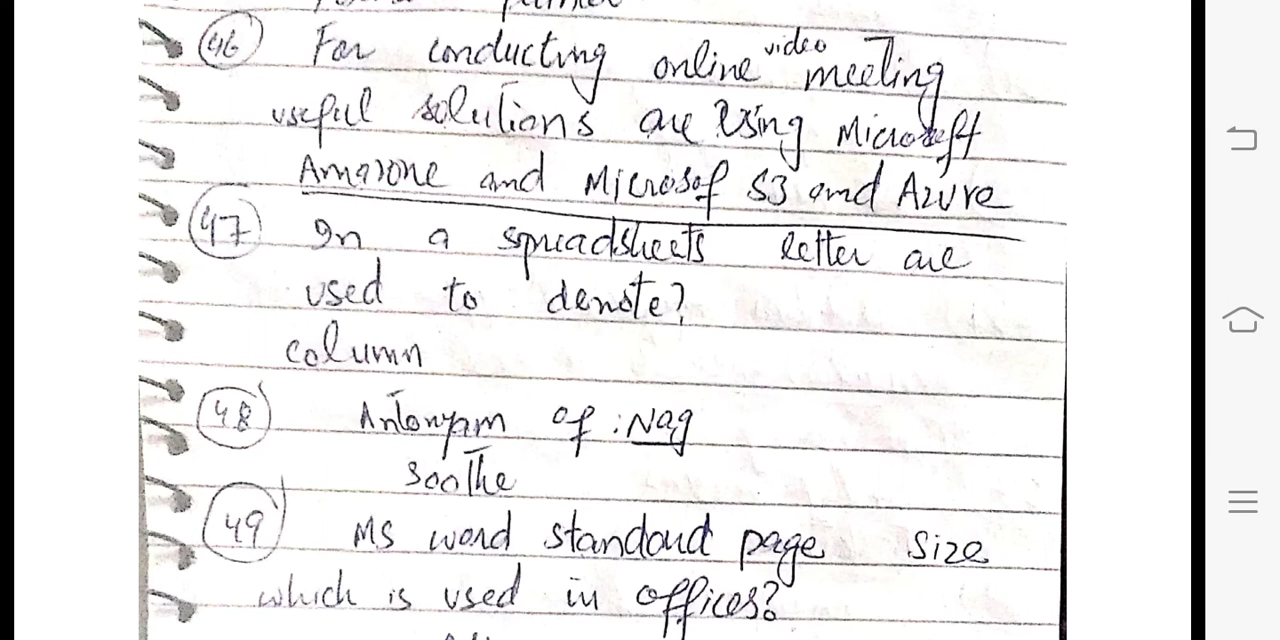 46 For conducting online video meeting
useful solutions are Using Microsoft
Amazone and Microsof S3 and Azure
47 In a spreadsheets letter are
used to denote?
column
48 Antonyam of : Nag
Soothe
49 MS word standard page size
which is used in offices?